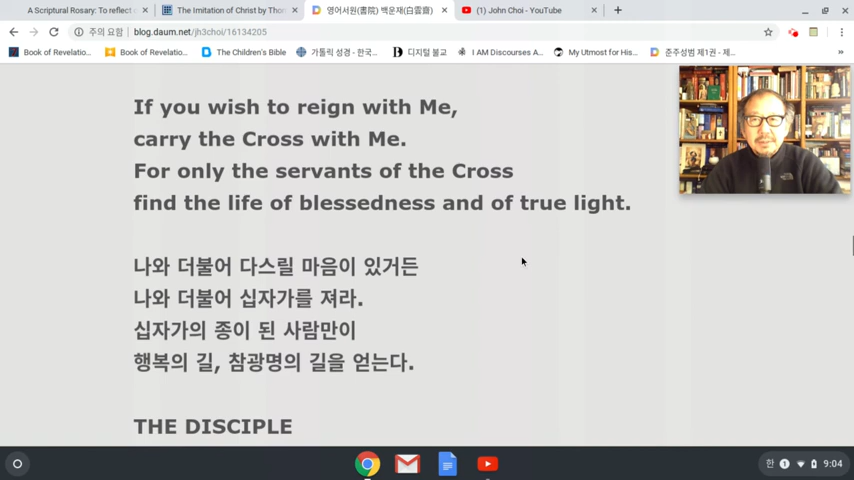 A Scriptural Rosary: To reflect
The Imitation of Christ by Thom
영어서원(書院) 백운재(白雲齋)
(1) John Choi - YouTube
주의 요함
blog.daum.net/jh3choi/16134205
Book of Revelatio...
Book of Revelatio...
The Children's Bible
가톨릭 성경 - 한국...
디지털 불교
I AM Discourses A...
My Utmost for His...
준주성범 제1권 - 제...
If you wish to reign with Me,
carry the Cross with Me.
For only the servants of the Cross
find the life of blessedness and of true light.
나와 더불어 다스릴 마음이 있거든
나와 더불어 십자가를 져라.
십자가의 종이 된 사람만이
행복의 길, 참광명의 길을 얻는다.
THE DISCIPLE
한
1
9:04